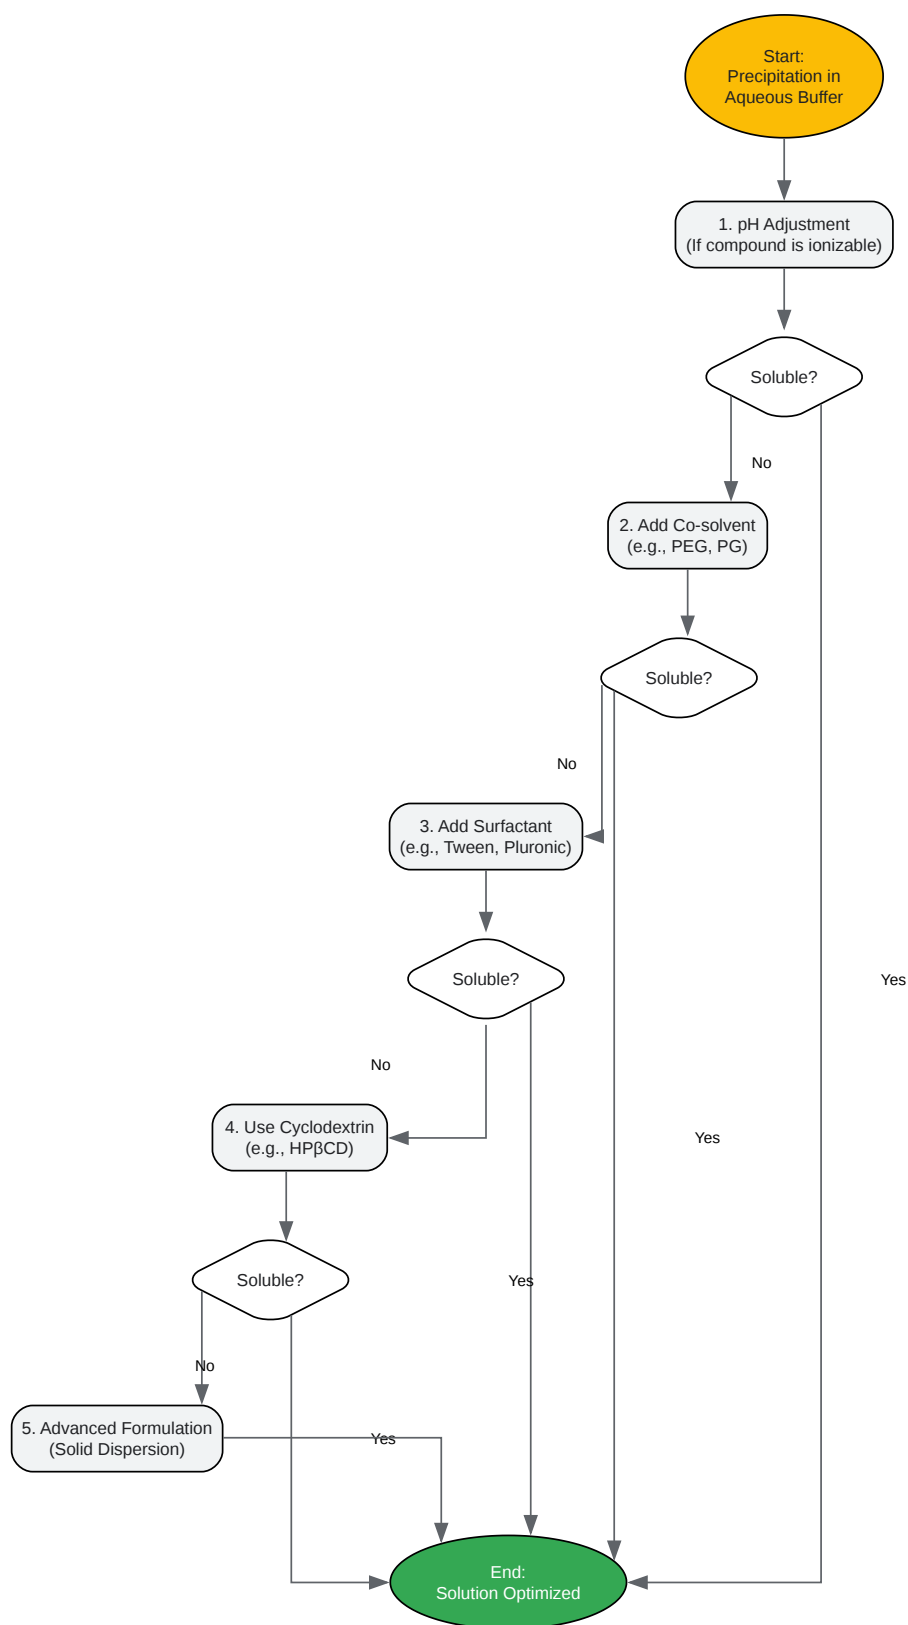 Start:
Precipitation in
Aqueous Buffer
1. pH Adjustment
(If compound is ionizable)
Soluble?
No
2. Add Co-solvent
(e.g., PEG, PG)
Soluble?
No
3. Add Surfactant
(e.g., Tween, Pluronic)
Soluble?
Yes
No
4. Use Cyclodextrin
(e.g., HPβCD)
Yes
Soluble?
Yes
No
5. Advanced Formulation
(Solid Dispersion)
Yes
End:
Solution Optimized